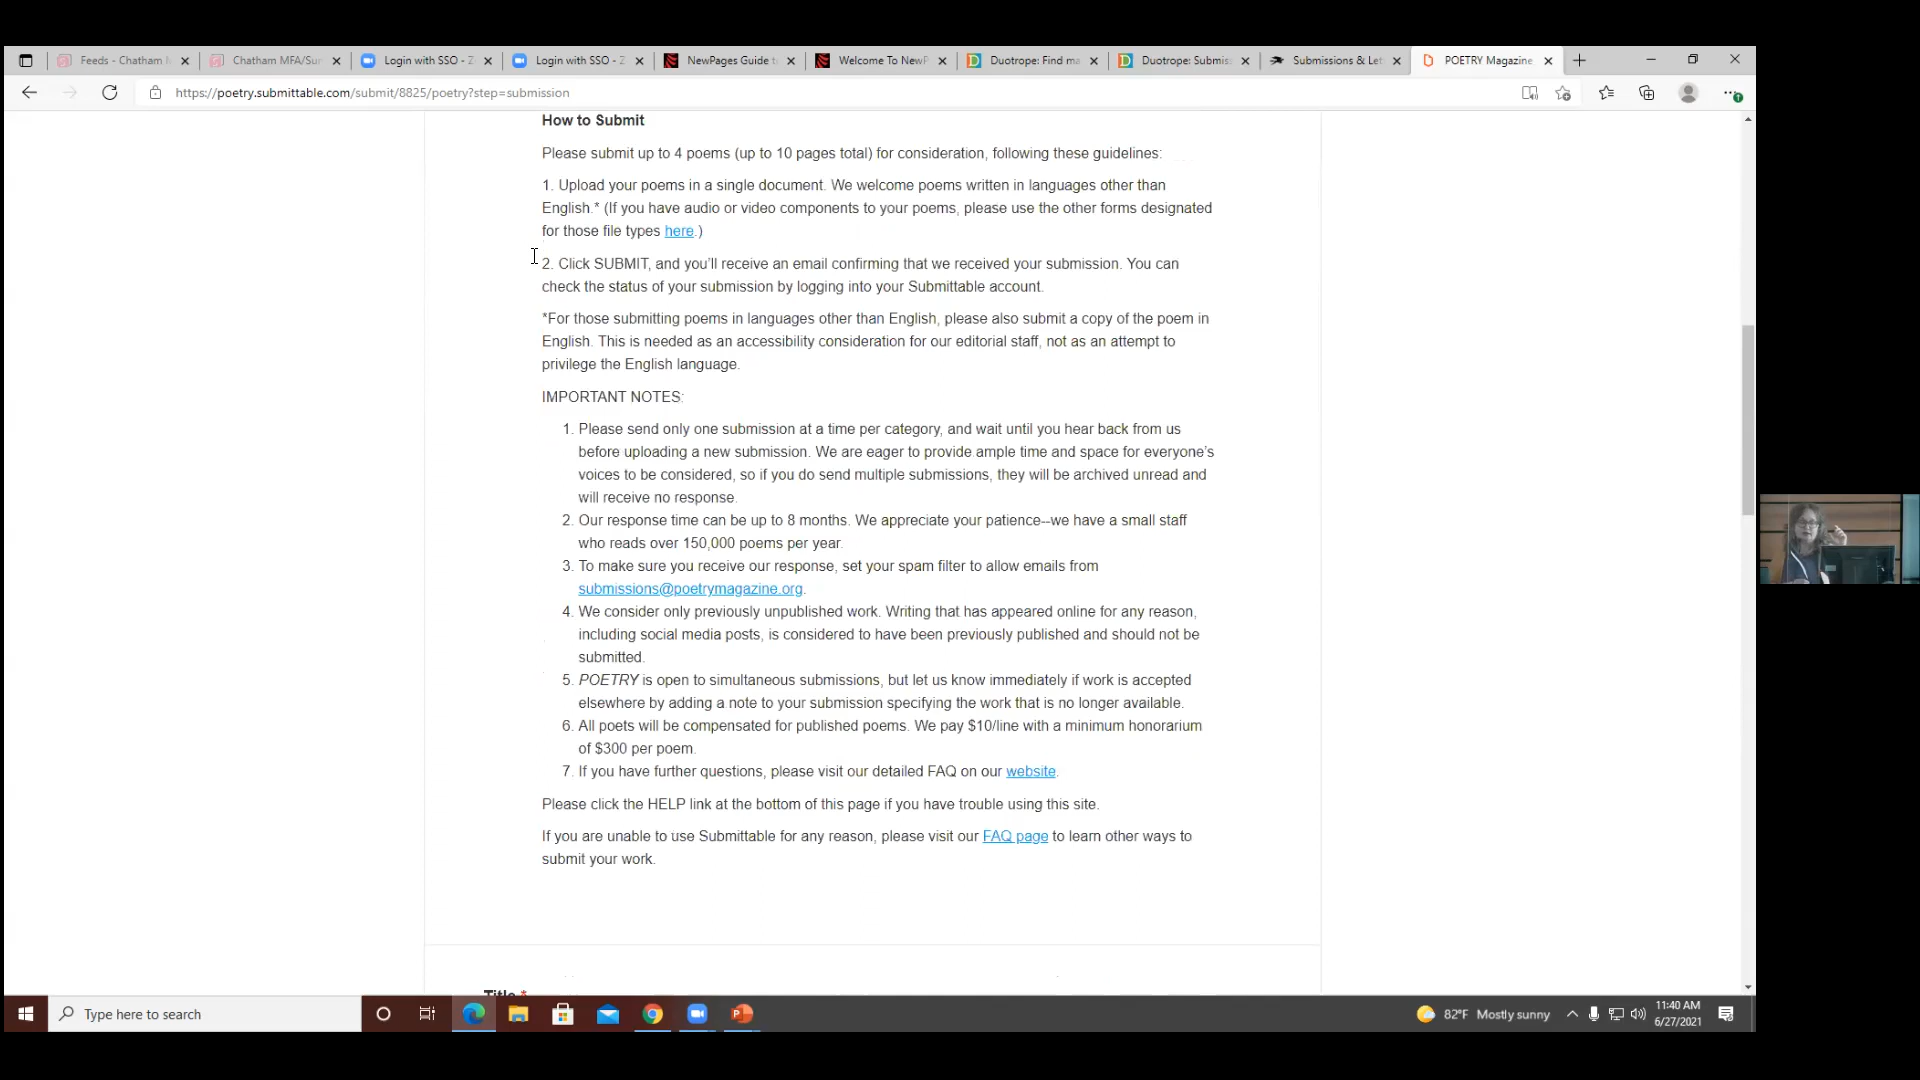 Feeds - Chatham
Chatham MFA/Sur
Login with SSO - Z
Login with SSO - Z
NewPages Guide t
Welcome To NewP
Duotrope: Find ma
Duotrope: Submis
Submissions & Let
POETRY Magazine
https://poetry.submittable.com/submit/8825/poetry?step=submission
How to Submit
Please submit up to 4 poems (up to 10 pages total) for consideration, following these guidelines:
1. Upload your poems in a single document. We welcome poems written in languages other than
English.* (If you have audio or video components to your poems, please use the other forms designated
for those file types here.)
2. Click SUBMIT, and you'll receive an email confirming that we received your submission. You can
check the status of your submission by logging into your Submittable account.
*For those submitting poems in languages other than English, please also submit a copy of the poem in
English. This is needed as an accessibility consideration for our editorial staff, not as an attempt to
privilege the English language.
IMPORTANT NOTES:
1. Please send only one submission at a time per category, and wait until you hear back from us
before uploading a new submission. We are eager to provide ample time and space for everyone's
voices to be considered, so if you do send multiple submissions, they will be archived unread and
will receive no response.
2. Our response time can be up to 8 months. We appreciate your patience--we have a small staff
who reads over 150,000 poems per year.
3. To make sure you receive our response, set your spam filter to allow emails from
submissions@poetrymagazine.org.
4. We consider only previously unpublished work. Writing that has appeared online for any reason,
including social media posts, is considered to have been previously published and should not be
submitted.
5. POETRY is open to simultaneous submissions, but let us know immediately if work is accepted
elsewhere by adding a note to your submission specifying the work that is no longer available.
6. All poets will be compensated for published poems. We pay $10/line with a minimum honorarium
of $300 per poem.
7. If you have further questions, please visit our detailed FAQ on our website.
Please click the HELP link at the bottom of this page if you have trouble using this site.
If you are unable to use Submittable for any reason, please visit our FAQ page to learn other ways to
submit your work.
Title *
Type here to search
82°F Mostly sunny
11:40 AM
6/27/2021